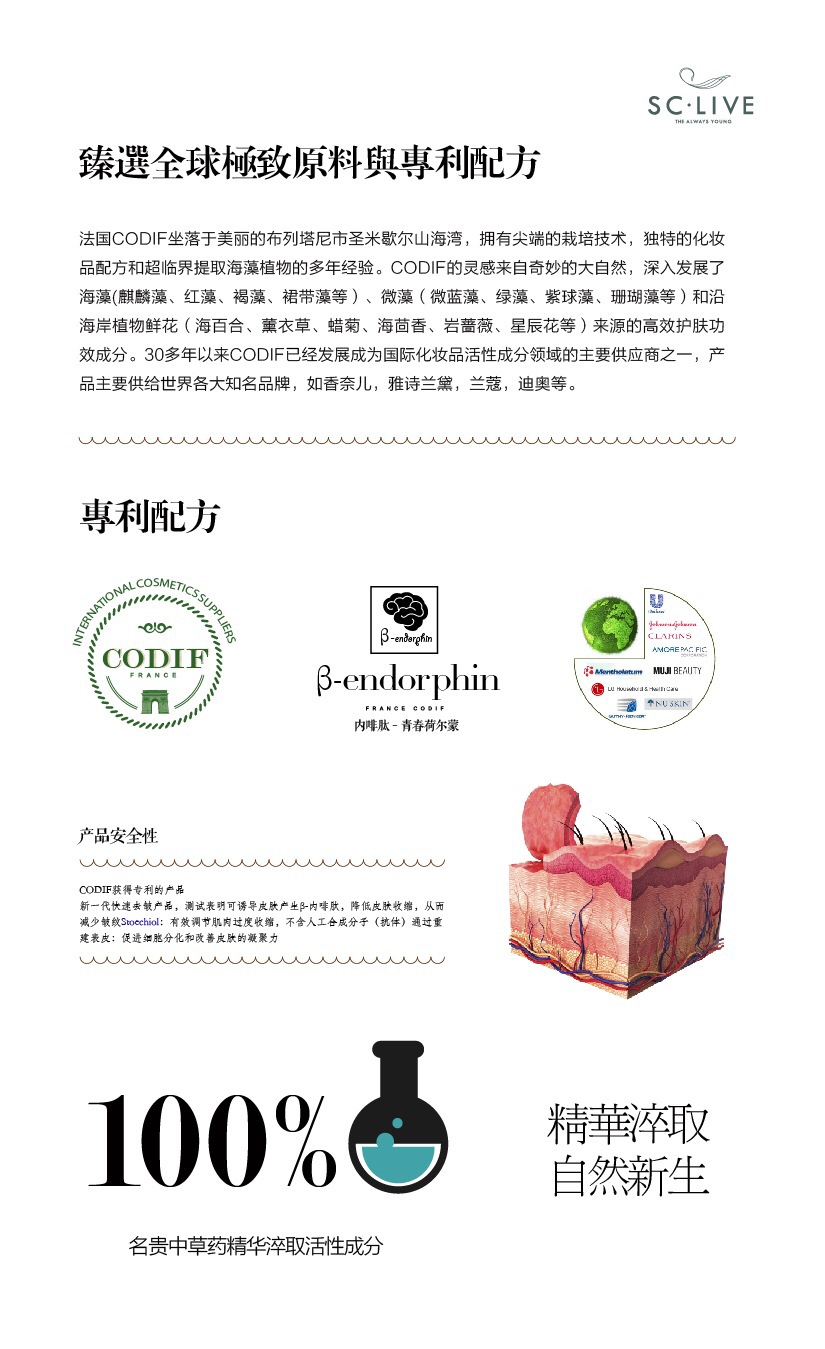 SC·LIVE
THE ALWAYS YOUNG
臻選全球極致原料與專利配方
法国CODIF坐落于美丽的布列塔尼市圣米歇尔山海湾，拥有尖端的栽培技术，独特的化妆
品配方和超临界提取海藻植物的多年经验。CODIF的灵感来自奇妙的大自然，深入发展了
海藻(麒麟藻、红藻、褐藻、裙带藻等）、微藻（微蓝藻、绿藻、紫球藻、珊瑚藻等）和沿
海岸植物鲜花（海百合、薰衣草、蜡菊、海茴香、岩蔷薇、星辰花等）来源的高效护肤功
效成分。30多年以来CODIF已经发展成为国际化妆品活性成分领域的主要供应商之一，产
品主要供给世界各大知名品牌，如香奈儿，雅诗兰黛，兰蔻，迪奥等。
專利配方
INTERNATIONAL COSMETICS SUPPLIERS
CODIF
FRANCE
β-endorphin
β-endorphin
FRANCE CODIF
内啡肽－青春荷尔蒙
Unilever
Johnson&Johnson
CLARINS
AMOREPACIFIC
CORPORATION
Mentholatum
MUJI BEAUTY
LG Household & Health Care
GUTHY-RENKER
NU SKIN
产品安全性
CODIF获得专利的产品
新一代快速去皱产品，测试表明可诱导皮肤产生β-内啡肽，降低皮肤收缩，从而
减少皱纹Stoechiol：有效调节肌肉过度收缩，不含人工合成分子（抗体）通过重
建表皮：促进细胞分化和改善皮肤的凝聚力
100%
名贵中草药精华淬取活性成分
精華淬取
自然新生